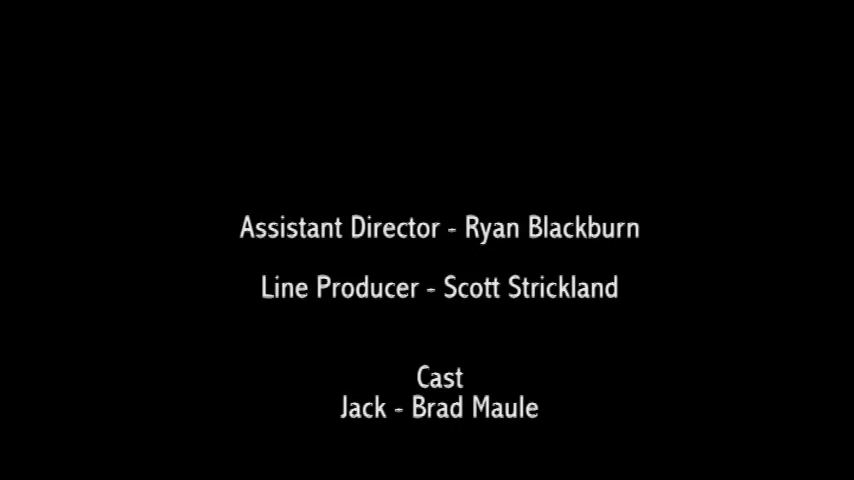 Assistant Director - Ryan Blackburn
Line Producer - Scott Strickland
Cast
Jack - Brad Maule